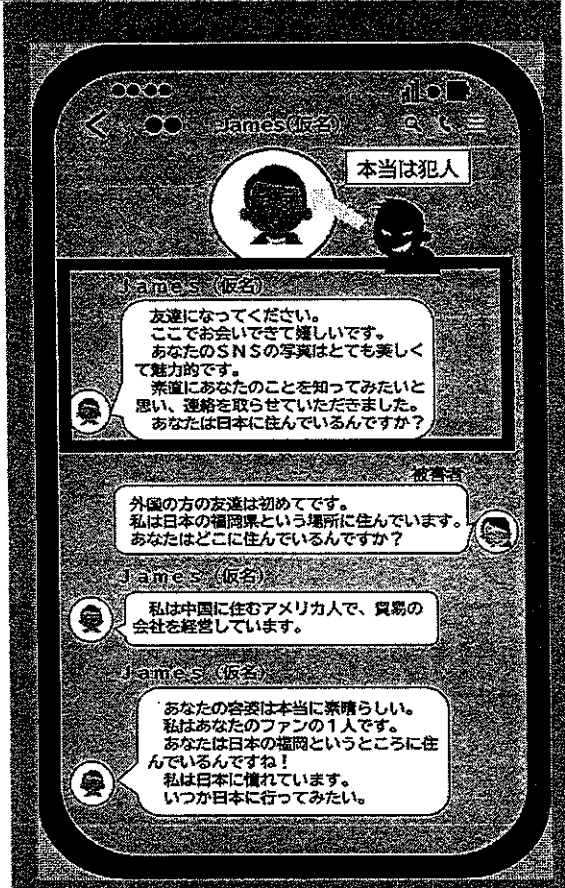 James(仮名)
本当は犯人
James(仮名)
友達になってください。
ここでお会いできて嬉しいです。
あなたのSNSの写真はとても美しく
て魅力的です。
素直にあなたのことを知ってみたいと
思い、連絡を取らせていただきました。
あなたは日本に住んでいるんですか?
被害者
外国の方の友達は初めてです。
私は日本の福岡県という場所に住んでいます。
あなたはどこに住んでいるんですか?
James(仮名)
私は中国に住むアメリカ人で、貿易の
会社を経営しています。
James(仮名)
あなたの容姿は本当に素晴らしい。
私はあなたのファンの1人です。
あなたは日本の福岡というところに住
んでいるんですね!
私は日本に憧れています。
いつか日本に行ってみたい。